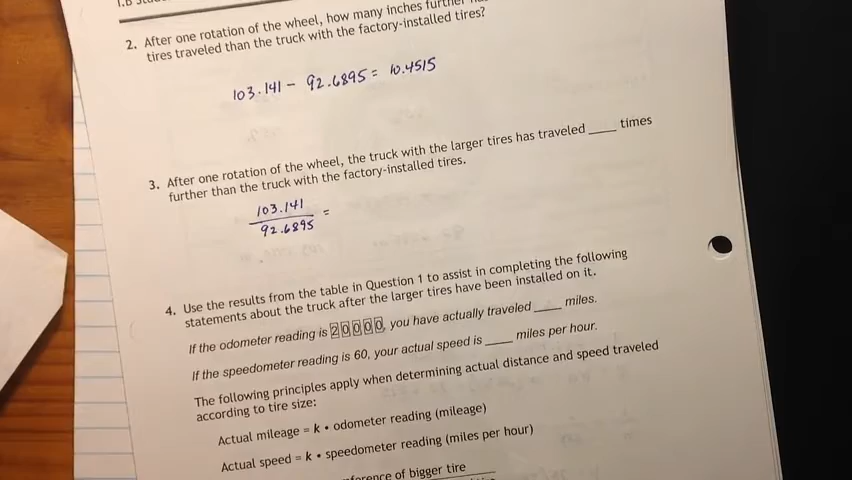 2. After one rotation of the wheel, how many inches further
tires traveled than the truck with the factory-installed tires?
103.141 - 92.6895 = 10.4515
3. After one rotation of the wheel, the truck with the larger tires has traveled ____ times
further than the truck with the factory-installed tires.
103.141
92.6895 =
4. Use the results from the table in Question 1 to assist in completing the following
statements about the truck after the larger tires have been installed on it.
If the odometer reading is 20000, you have actually traveled ____ miles.
If the speedometer reading is 60, your actual speed is ____ miles per hour.
The following principles apply when determining actual distance and speed traveled
according to tire size:
Actual mileage = k • odometer reading (mileage)
Actual speed = k • speedometer reading (miles per hour)
of bigger tire